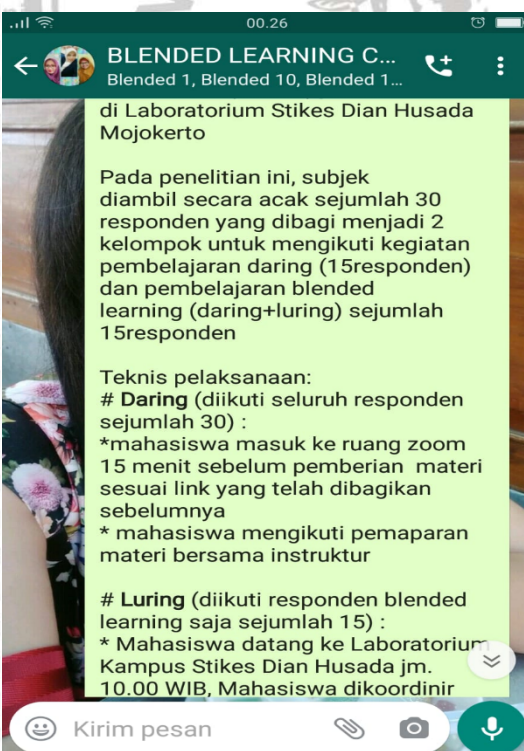 00.26
BLENDED LEARNING C...
Blended 1, Blended 10, Blended 1...
di Laboratorium Stikes Dian Husada
Mojokerto
Pada penelitian ini, subjek
diambil secara acak sejumlah 30
responden yang dibagi menjadi 2
kelompok untuk mengikuti kegiatan
pembelajaran daring (15responden)
dan pembelajaran blended
learning (daring+luring) sejumlah
15responden
Teknis pelaksanaan:
# Daring (diikuti seluruh responden
sejumlah 30) :
*mahasiswa masuk ke ruang zoom
15 menit sebelum pemberian  materi
sesuai link yang telah dibagikan
sebelumnya
* mahasiswa mengikuti pemaparan
materi bersama instruktur
# Luring (diikuti responden blended
learning saja sejumlah 15) :
* Mahasiswa datang ke Laboratorium
Kampus Stikes Dian Husada jm.
10.00 WIB, Mahasiswa dikoordinir
Kirim pesan